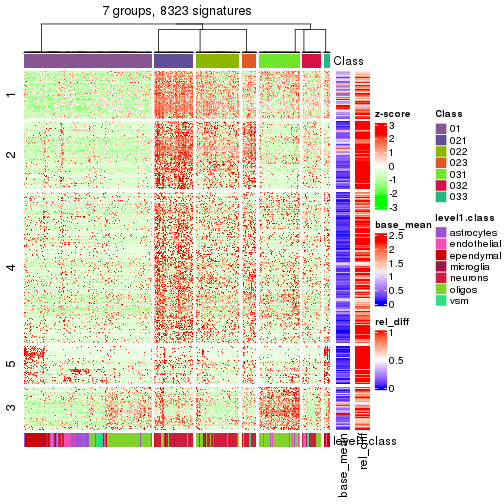 7 groups, 8323 signatures
Class
1
2
4
5
3
level1.class
base_mean
rel_diff
z-score
3
2
1
0
-1
-2
-3
base_mean
2.5
2
1.5
1
0.5
0
rel_diff
1
0.5
0
Class
01
021
022
023
031
032
033
level1.class
astrocytes
endothelial
ependymal
microglia
neurons
oligos
vsm